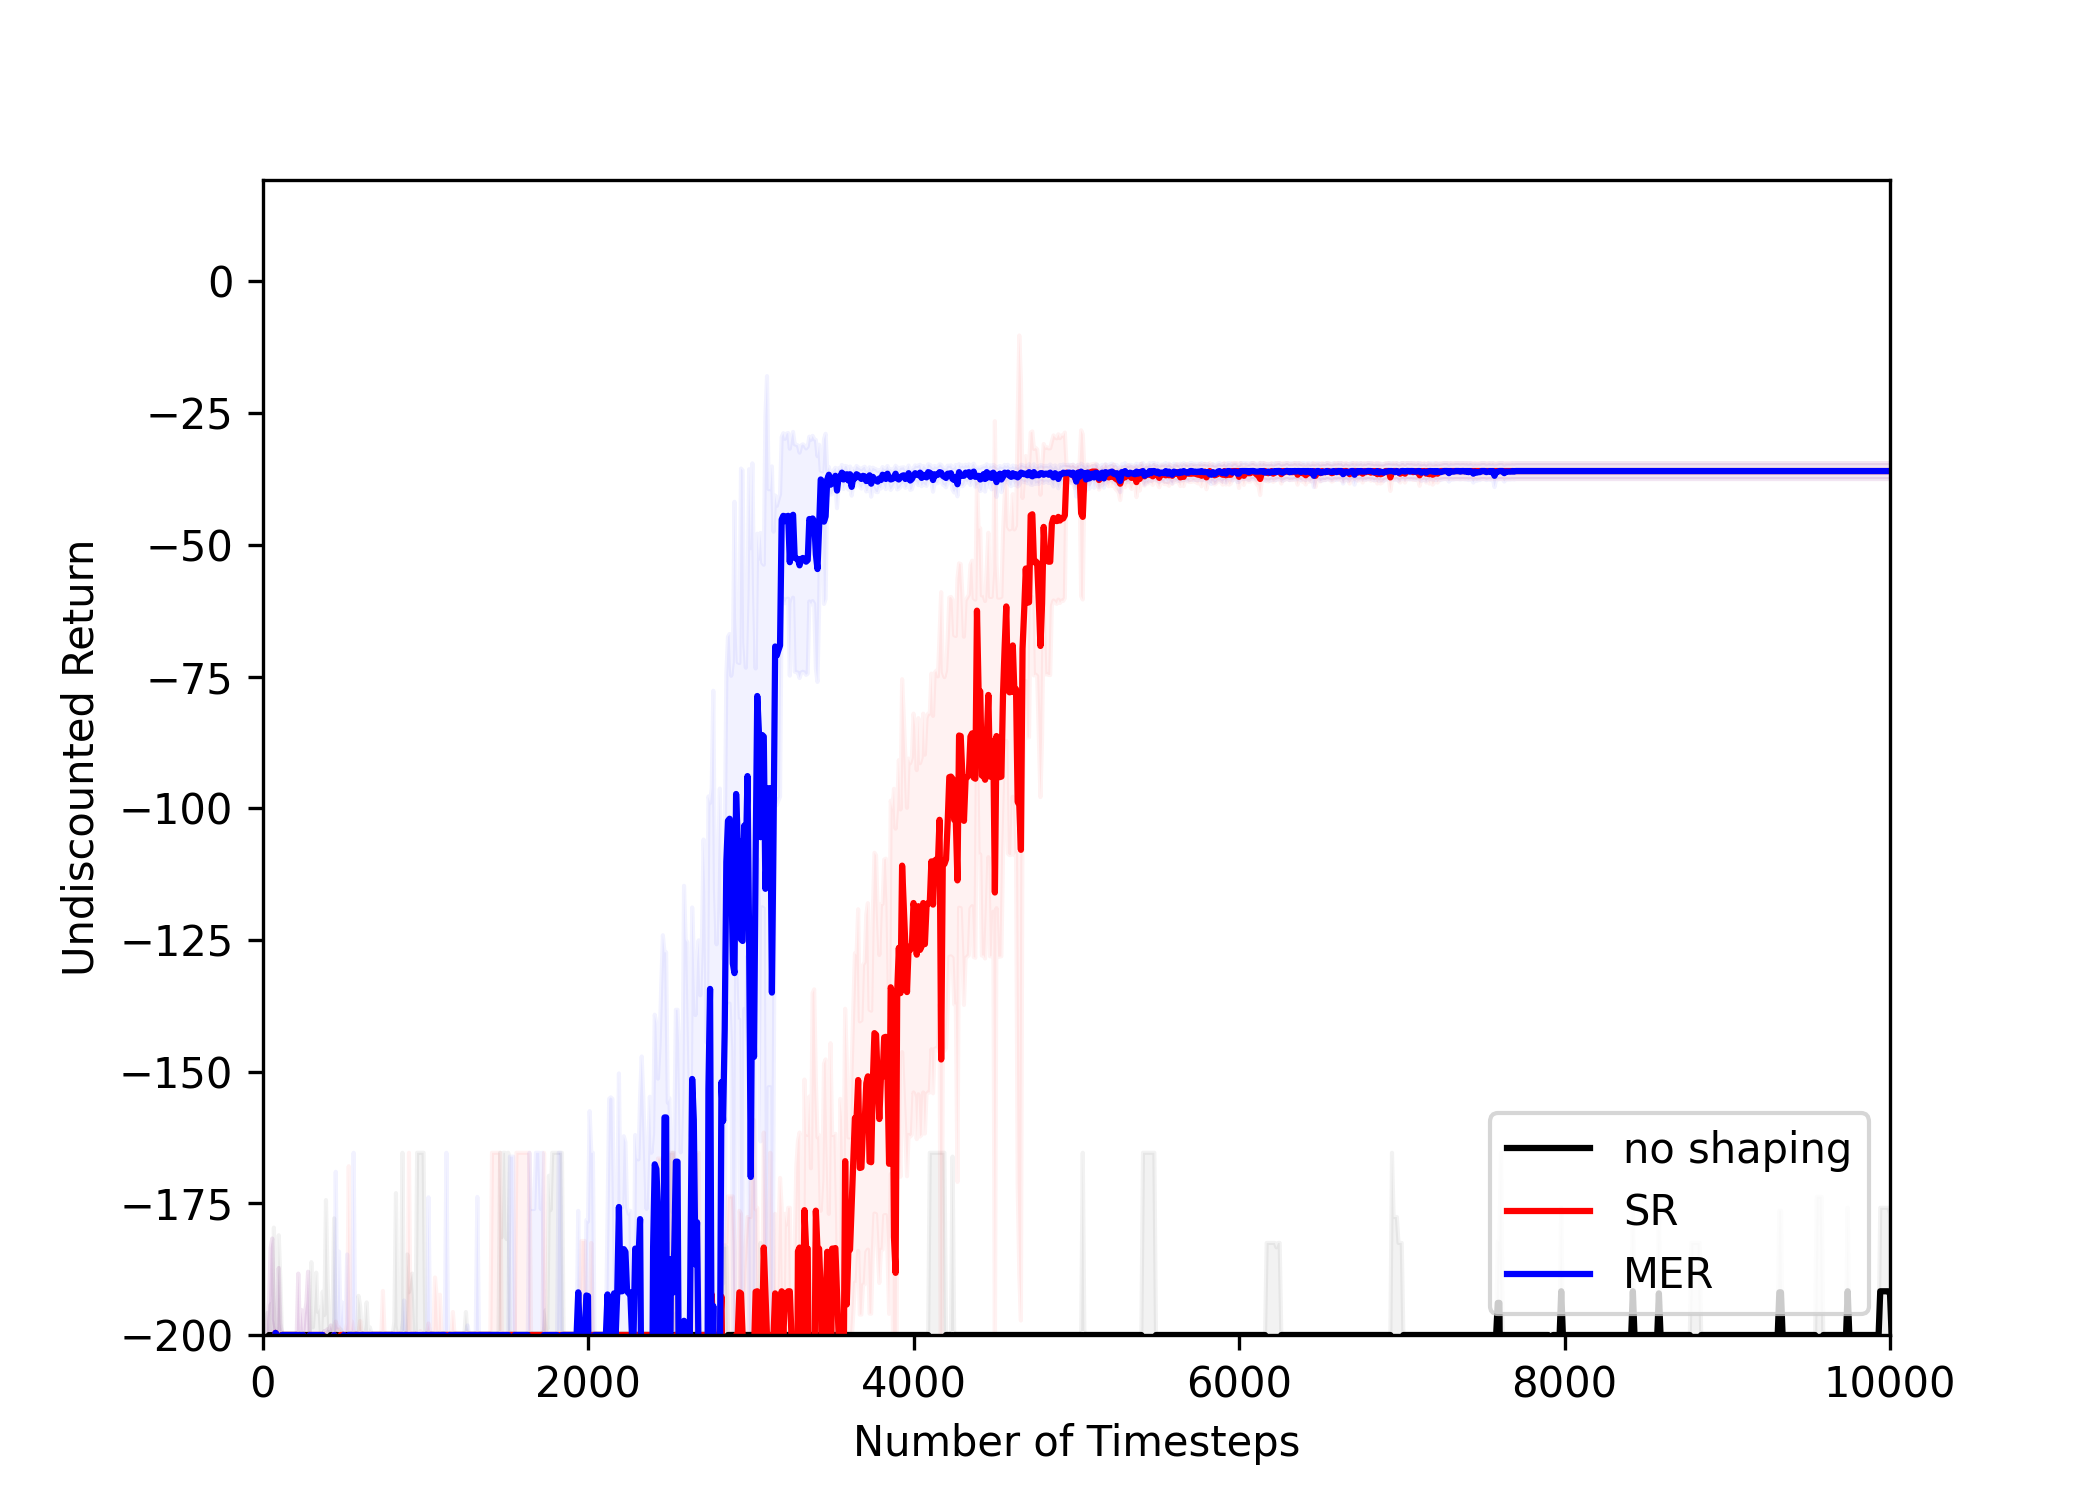 0
−25
−50
−75
−100
−125
−150
−175
−200
Undiscounted Return
no shaping
SR
MER
0 2000 4000 6000 8000 10000
Number of Timesteps